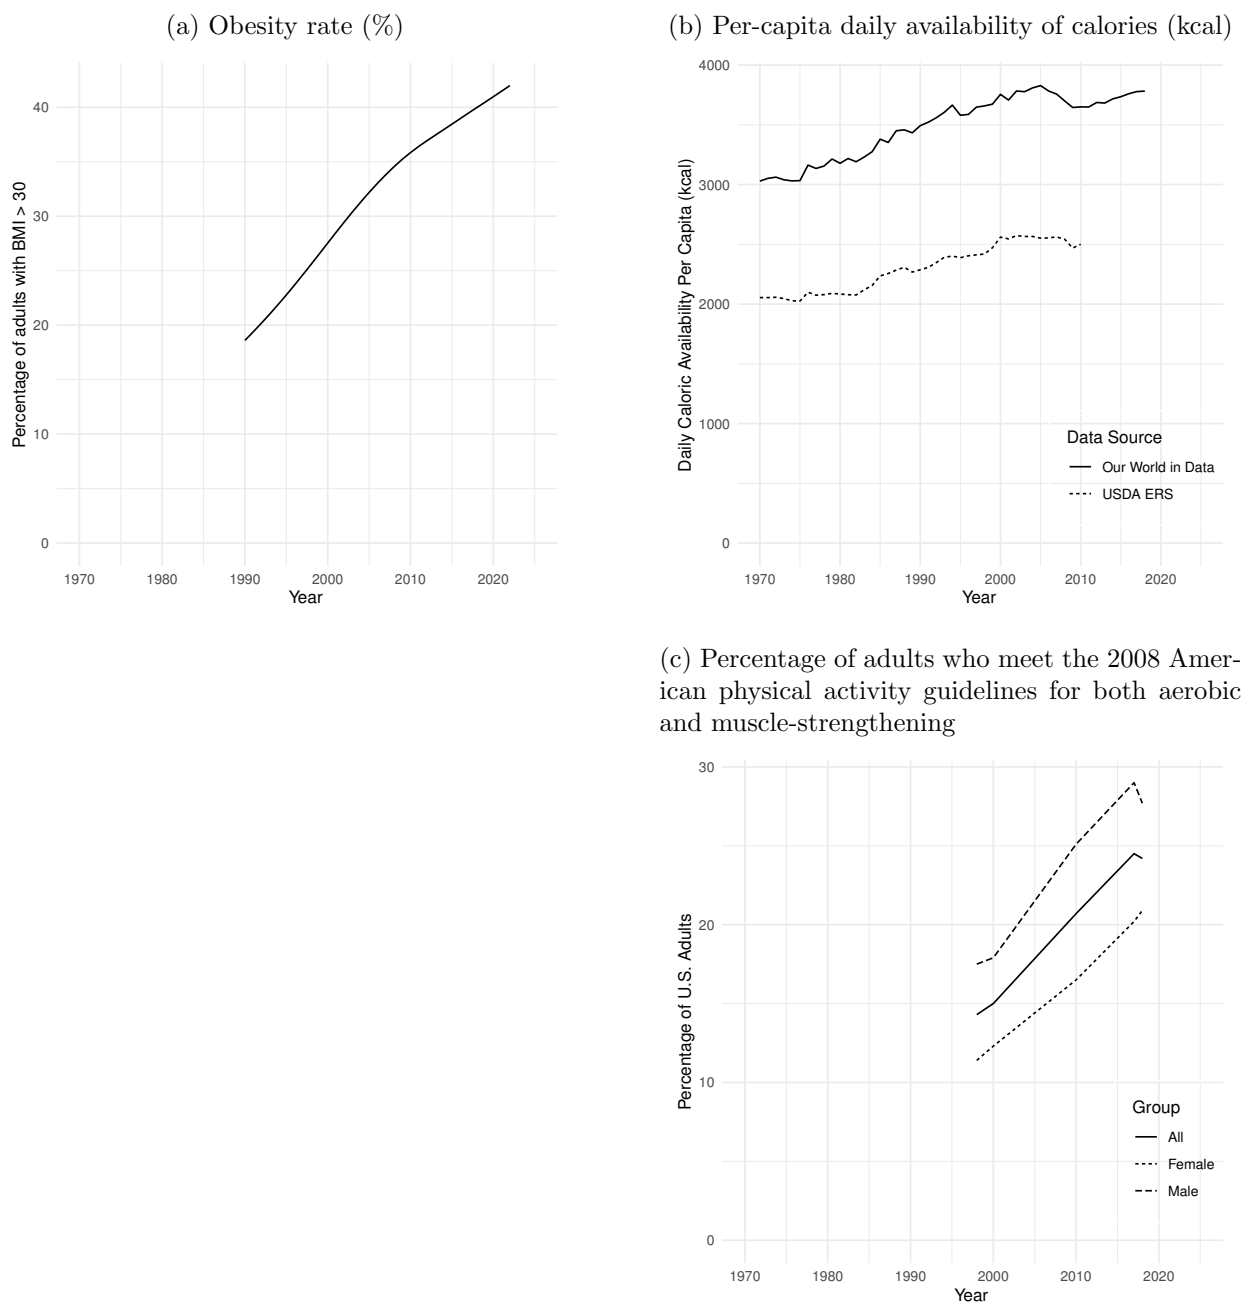 (a) Obesity rate (%)
Percentage of adults with BMI > 30
40
30
20
10
0
1970 1980 1990 2000 2010 2020
Year
(b) Per-capita daily availability of calories (kcal)
Daily Caloric Availability Per Capita (kcal)
4000
3000
2000
1000
0
Data Source
Our World in Data
USDA ERS
1970 1980 1990 2000 2010 2020
Year
(c) Percentage of adults who meet the 2008 Amer-
ican physical activity guidelines for both aerobic
and muscle-strengthening
Percentage of U.S. Adults
30
20
10
0
Group
All
Female
Male
1970 1980 1990 2000 2010 2020
Year